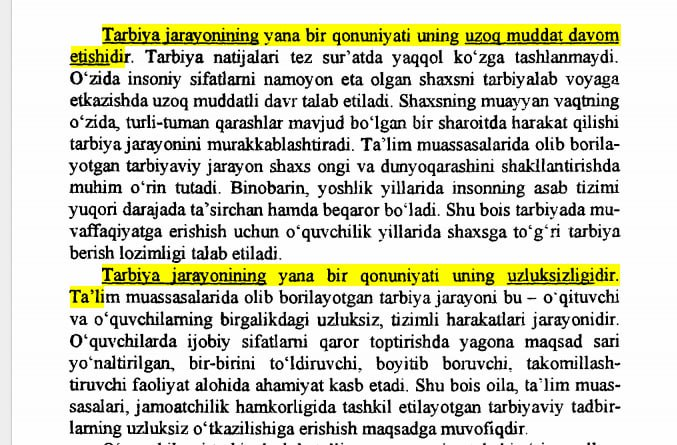 Tarbiya jarayonining yana bir qonuniyati uning uzoq muddat davom
etishidir. Tarbiya natijalari tez sur’atda yaqqol ko‘zga tashlanmaydi.
O‘zida insoniy sifatlarni namoyon eta olgan shaxsni tarbiyalab voyaga
etkazishda uzoq muddatli davr talab etiladi. Shaxsning muayyan vaqtning
o‘zida, turli-tuman qarashlar mavjud bo‘lgan bir sharoitda harakat qilishi
tarbiya jarayonini murakkablashtiradi. Ta’lim muassasalarida olib borila-
yotgan tarbiyaviy jarayon shaxs ongi va dunyoqarashini shakllantirishda
muhim o‘rin tutadi. Binobarin, yoshlik yillarida insonning asab tizimi
yuqori darajada ta’sirchan hamda beqaror bo‘ladi. Shu bois tarbiyada mu-
vaffaqiyatga erishish uchun o‘quvchilik yillarida shaxsga to‘g‘ri tarbiya
berish lozimligi talab etiladi.
Tarbiya jarayonining yana bir qonuniyati uning uzluksizligidir.
Ta’lim muassasalarida olib borilayotgan tarbiya jarayoni bu – o‘qituvchi
va o‘quvchilarning birgalikdagi uzluksiz, tizimli harakatlari jarayonidir.
O‘quvchilarda ijobiy sifatlarni qaror toptirishda yagona maqsad sari
yo‘naltirilgan, bir-birini to‘ldiruvchi, boyitib boruvchi, takomillash-
tiruvchi faoliyat alohida ahamiyat kasb etadi. Shu bois oila, ta’lim muas-
sasalari, jamoatchilik hamkorligida tashkil etilayotgan tarbiyaviy tadbir-
larning uzluksiz o‘tkazilishiga erishish maqsadga muvofiqdir.